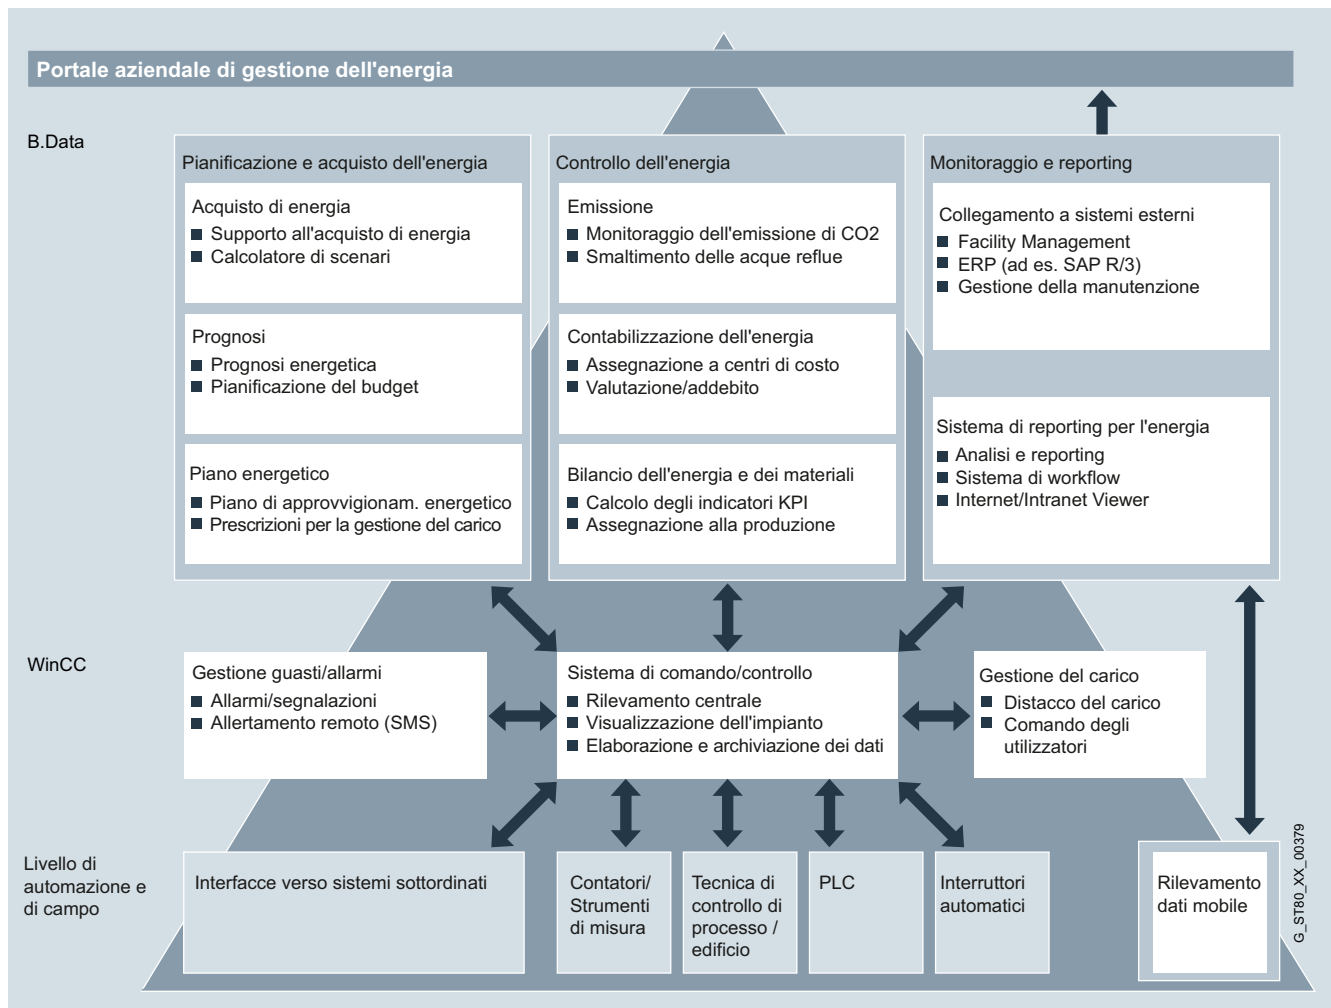 Portale aziendale di gestione dell'energia
B.Data
Pianificazione e acquisto dell'energia
Acquisto di energia
Supporto all'acquisto di energia
Calcolatore di scenari
Prognosi
Prognosi energetica
Pianificazione del budget
Piano energetico
Piano di approvvigionam. energetico
Prescrizioni per la gestione del carico
Controllo dell'energia
Emissione
Monitoraggio dell'emissione di CO2
Smaltimento delle acque reflue
Contabilizzazione dell'energia
Assegnazione a centri di costo
Valutazione/addebito
Bilancio dell'energia e dei materiali
Calcolo degli indicatori KPI
Assegnazione alla produzione
Monitoraggio e reporting
Collegamento a sistemi esterni
Facility Management
ERP (ad es. SAP R/3)
Gestione della manutenzione
Sistema di reporting per l'energia
Analisi e reporting
Sistema di workflow
Internet/Intranet Viewer
WinCC
Gestione guasti/allarmi
Allarmi/segnalazioni
Allertamento remoto (SMS)
Sistema di comando/controllo
Rilevamento centrale
Visualizzazione dell'impianto
Elaborazione e archiviazione dei dati
Gestione del carico
Distacco del carico
Comando degli
utilizzatori
Livello di
automazione e
di campo
Interfacce verso sistemi sottordinati
Contatori/
Strumenti
di misura
Tecnica di
controllo di
processo /
edificio
PLC
Interruttori
automatici
Rilevamento
dati mobile
G_ST80_XX_00379